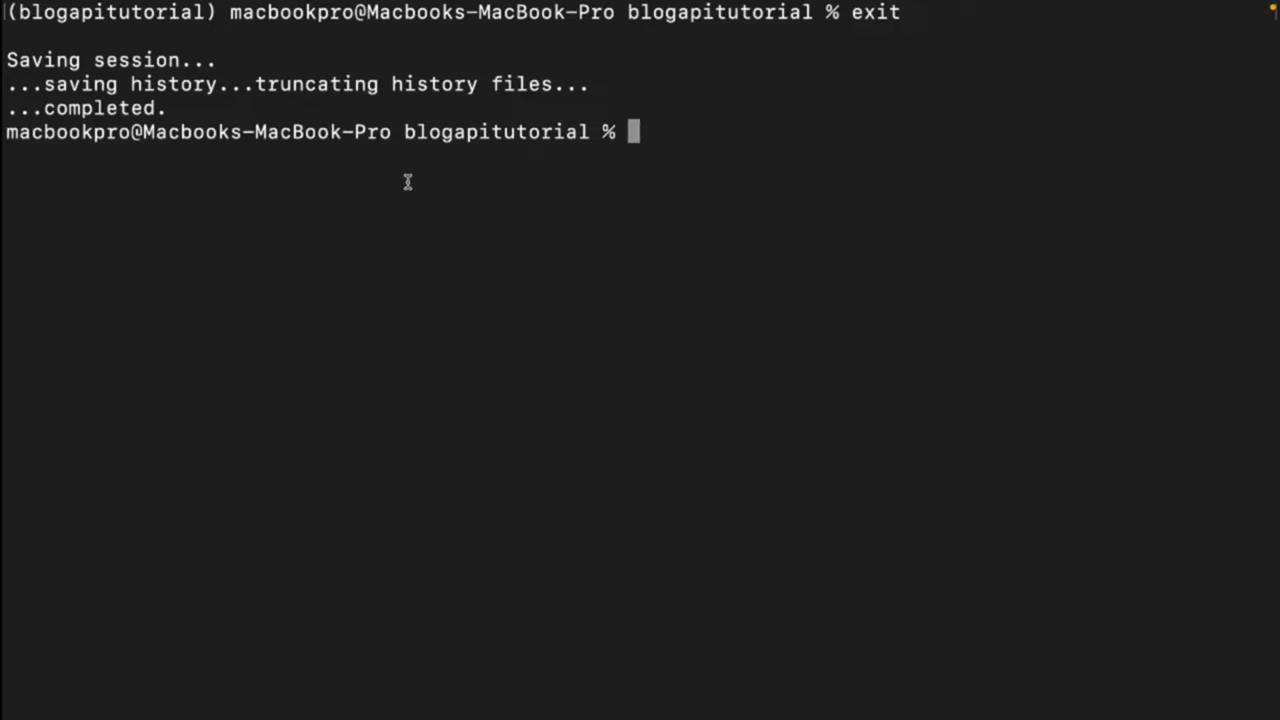 (blogapitutorial) macbookpro@Macbooks-MacBook-Pro blogapitutorial % exit
Saving session...
...saving history...truncating history files...
...completed.
macbookpro@Macbooks-MacBook-Pro blogapitutorial %